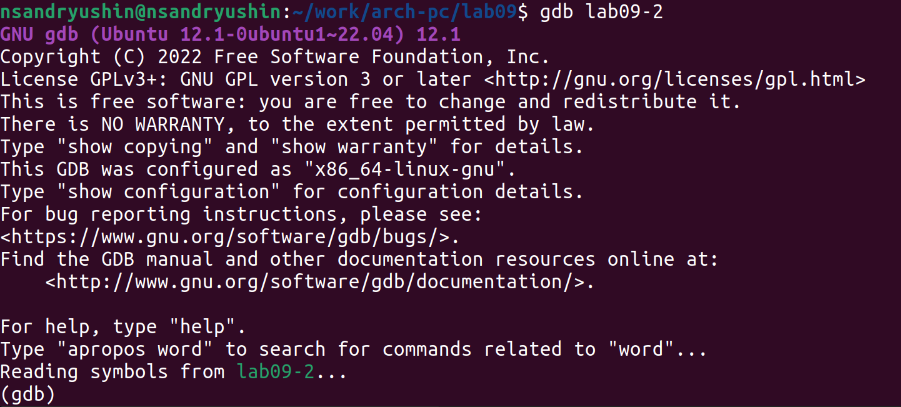 nsandryushin@nsandryushin:~/work/arch-pc/lab09$ gdb lab09-2
GNU gdb (Ubuntu 12.1-0ubuntu1~22.04) 12.1
Copyright (C) 2022 Free Software Foundation, Inc.
License GPLv3+: GNU GPL version 3 or later <http://gnu.org/licenses/gpl.html>
This is free software: you are free to change and redistribute it.
There is NO WARRANTY, to the extent permitted by law.
Type "show copying" and "show warranty" for details.
This GDB was configured as "x86_64-linux-gnu".
Type "show configuration" for configuration details.
For bug reporting instructions, please see:
<https://www.gnu.org/software/gdb/bugs/>.
Find the GDB manual and other documentation resources online at:
    <http://www.gnu.org/software/gdb/documentation/>.

For help, type "help".
Type "apropos word" to search for commands related to "word"...
Reading symbols from lab09-2...
(gdb)